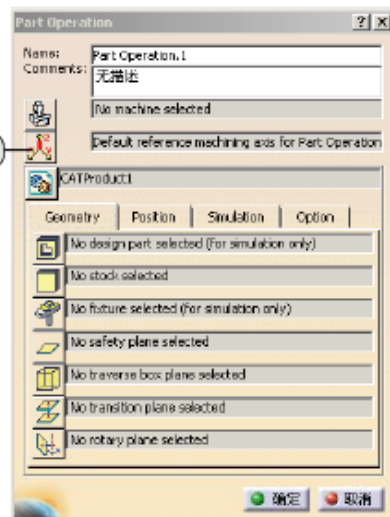 Part Operation
? X
Name: Part Operation.1
Comments: 无描述
No machine selected
Default reference machining axis for Part Operation
CATProduct1
Geometry Position Simulation Option
No design part selected (For simulation only)
No stock selected
No fixture selected (for simulation only)
No safety plane selected
No traverse box plane selected
No transition plane selected
No rotary plane selected
确定 取消